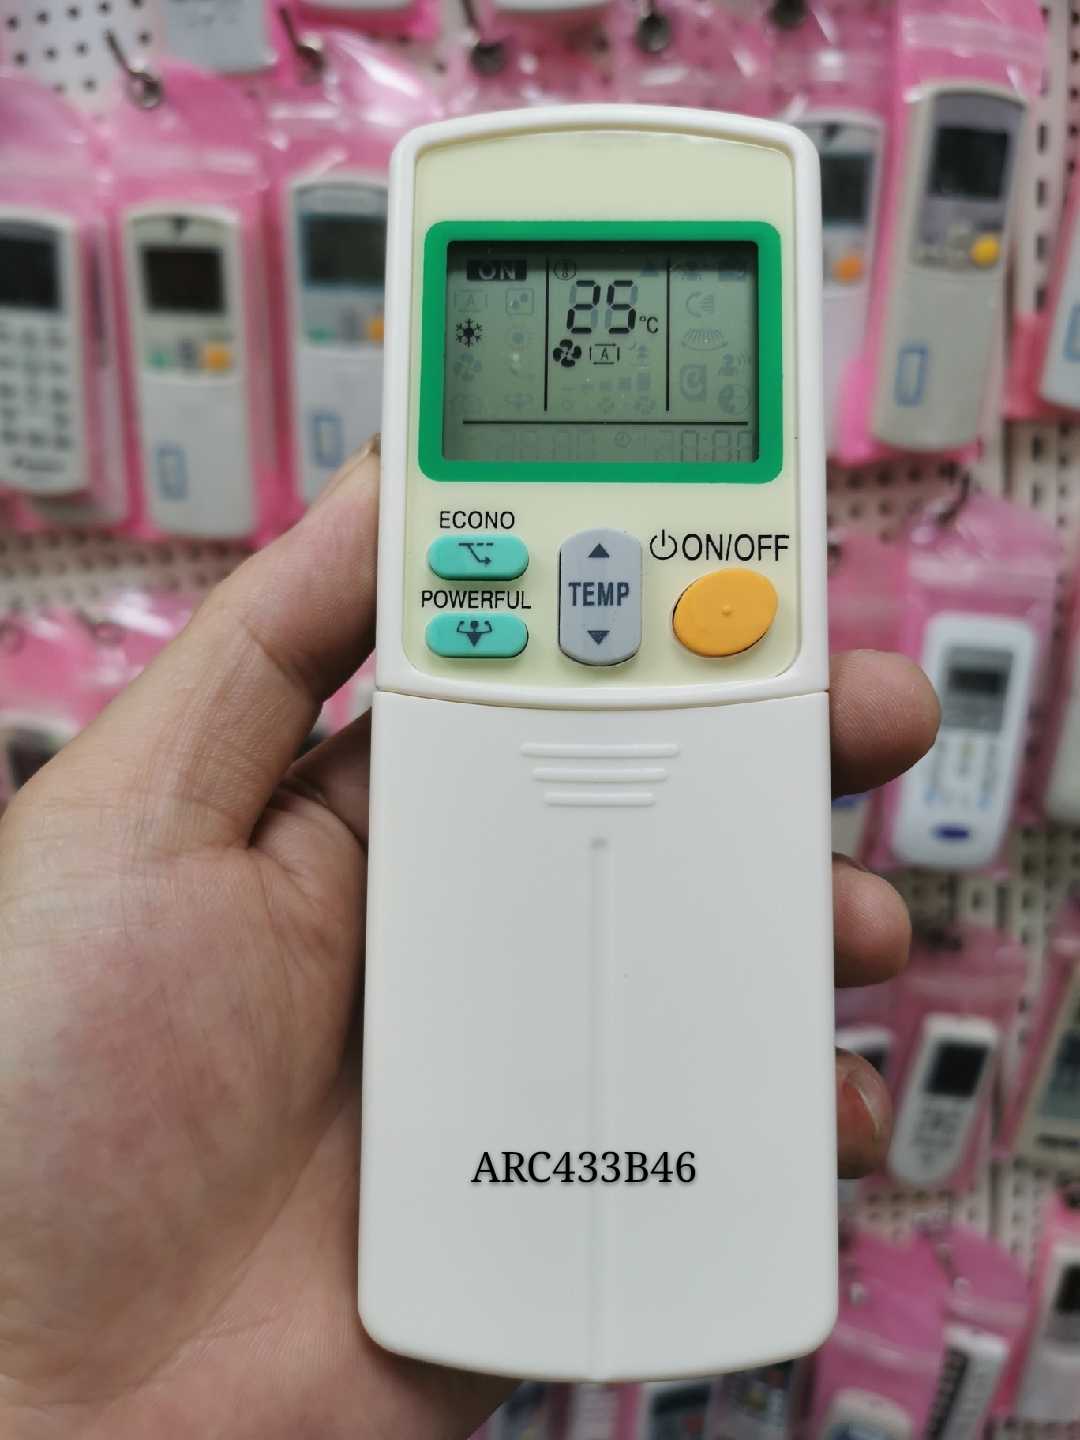 ON
25°C
A
ECONO
POWERFUL
TEMP
ON/OFF
ARC433B46